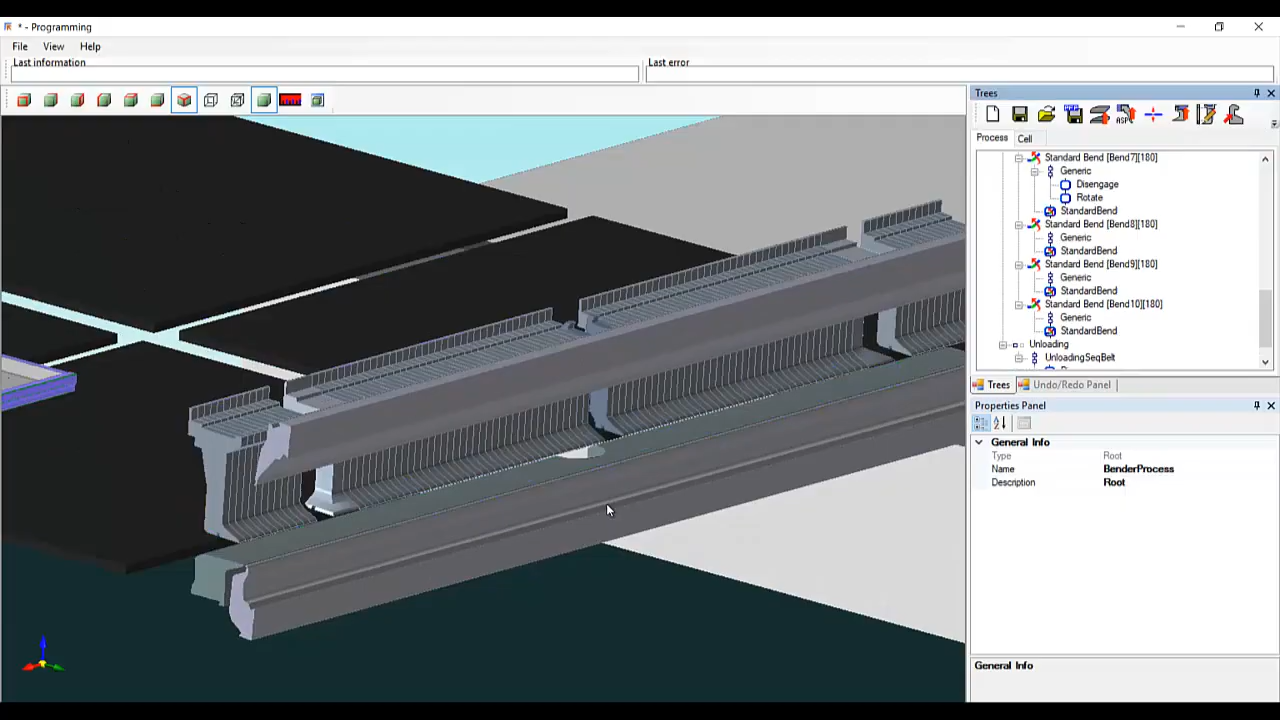 * - Programming
File View Help
Last information Last error
Trees
ASPV
Process Cell
Standard Bend [Bend7][180]
Generic
Disengage
Rotate
StandardBend
Standard Bend [Bend8][180]
Generic
StandardBend
Standard Bend [Bend9][180]
Generic
StandardBend
Standard Bend [Bend10][180]
Generic
StandardBend
Unloading
UnloadingSeqBelt
Trees Undo/Redo Panel
Properties Panel
General Info
Type Root
Name BenderProcess
Description Root
General Info